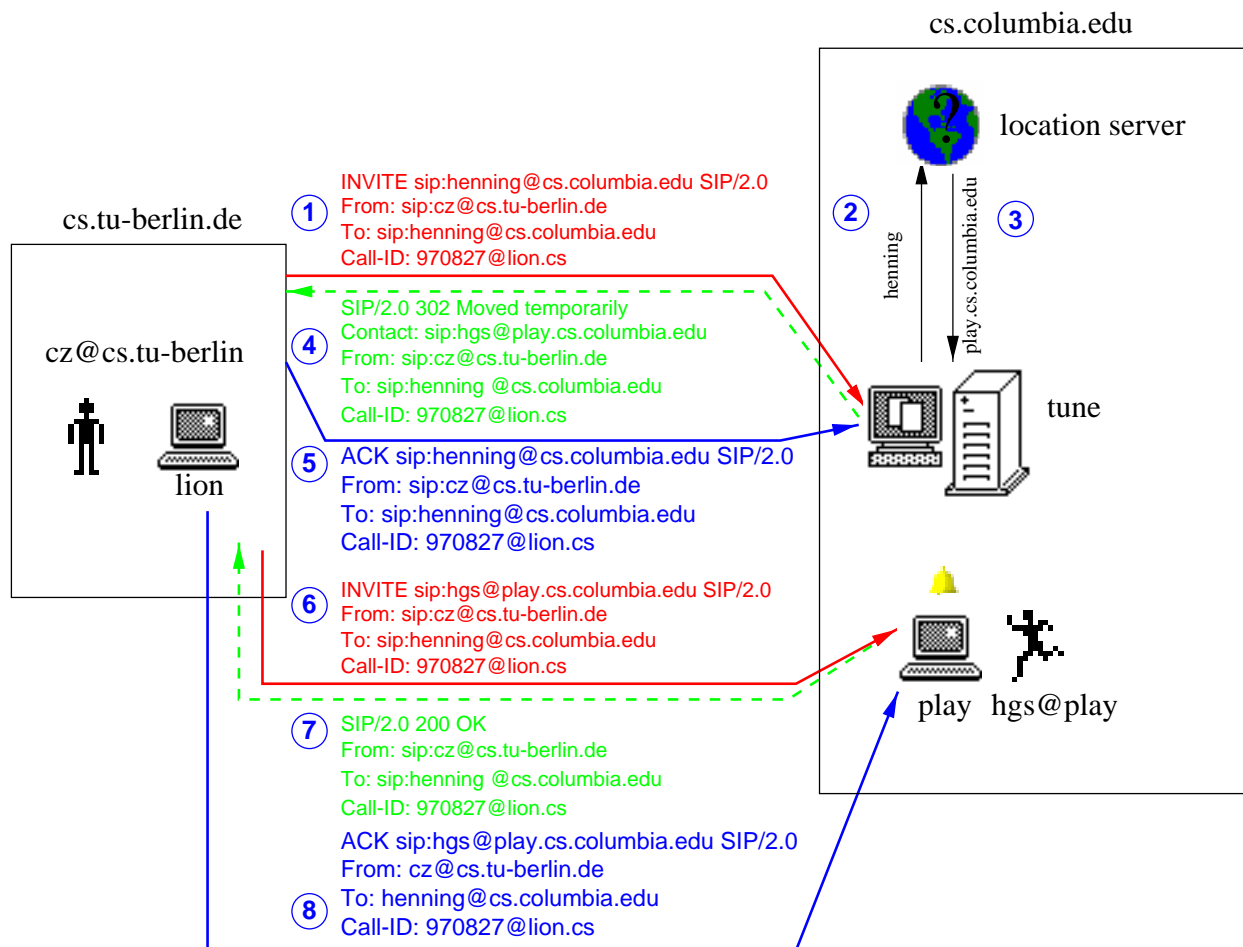 cs.columbia.edu
?
location server
INVITE sip:henning@cs.columbia.edu SIP/2.0
1
From: sip:cz@cs.tu-berlin.de
To: sip:henning@cs.columbia.edu
Call-ID: 970827@lion.cs
2
henning
3
play.cs.columbia.edu
cs.tu-berlin.de
cz@cs.tu-berlin
lion
SIP/2.0 302 Moved temporarily
4
Contact: sip:hgs@play.cs.columbia.edu
From: sip:cz@cs.tu-berlin.de
To: sip:henning @cs.columbia.edu
Call-ID: 970827@lion.cs
tune
5
ACK sip:henning@cs.columbia.edu SIP/2.0
From: sip:cz@cs.tu-berlin.de
To: sip:henning@cs.columbia.edu
Call-ID: 970827@lion.cs
6
INVITE sip:hgs@play.cs.columbia.edu SIP/2.0
From: sip:cz@cs.tu-berlin.de
To: sip:henning@cs.columbia.edu
Call-ID: 970827@lion.cs
play hgs@play
7
SIP/2.0 200 OK
From: sip:cz@cs.tu-berlin.de
To: sip:henning @cs.columbia.edu
Call-ID: 970827@lion.cs
ACK sip:hgs@play.cs.columbia.edu SIP/2.0
From: cz@cs.tu-berlin.de
8
To: henning@cs.columbia.edu
Call-ID: 970827@lion.cs